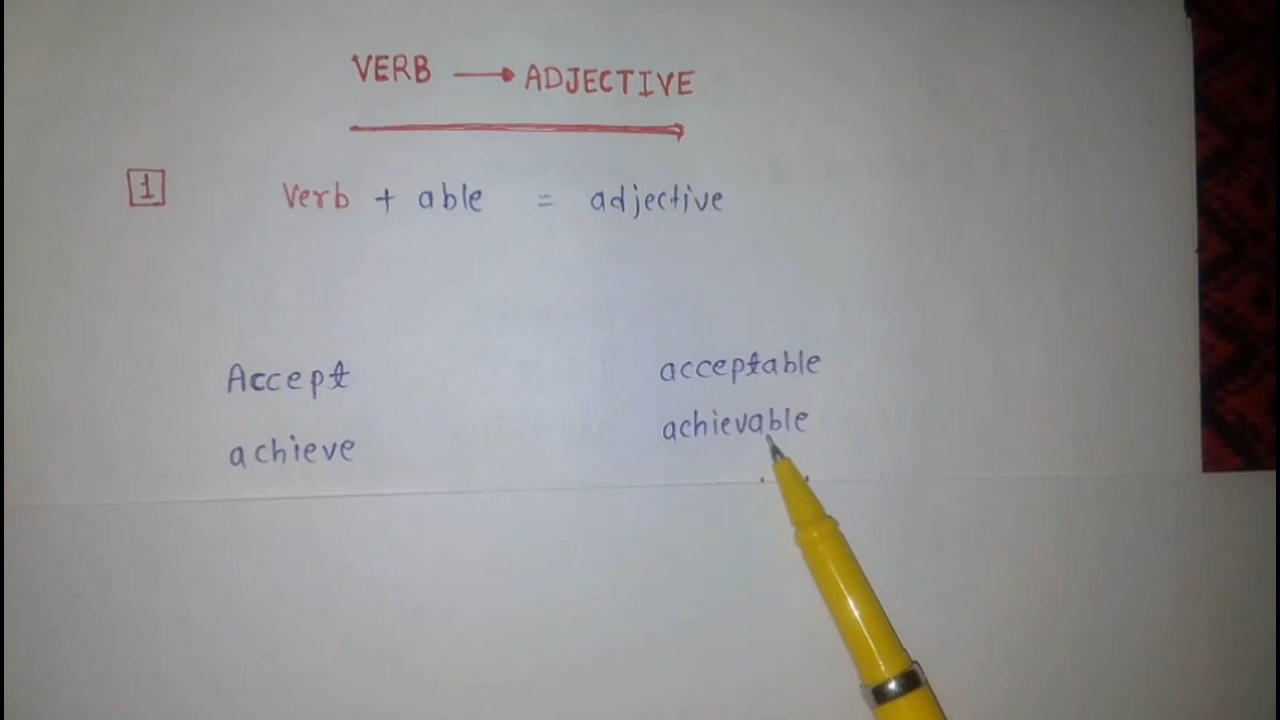 VERB → ADJECTIVE
1 Verb + able = adjective
Accept acceptable
achieve achievable